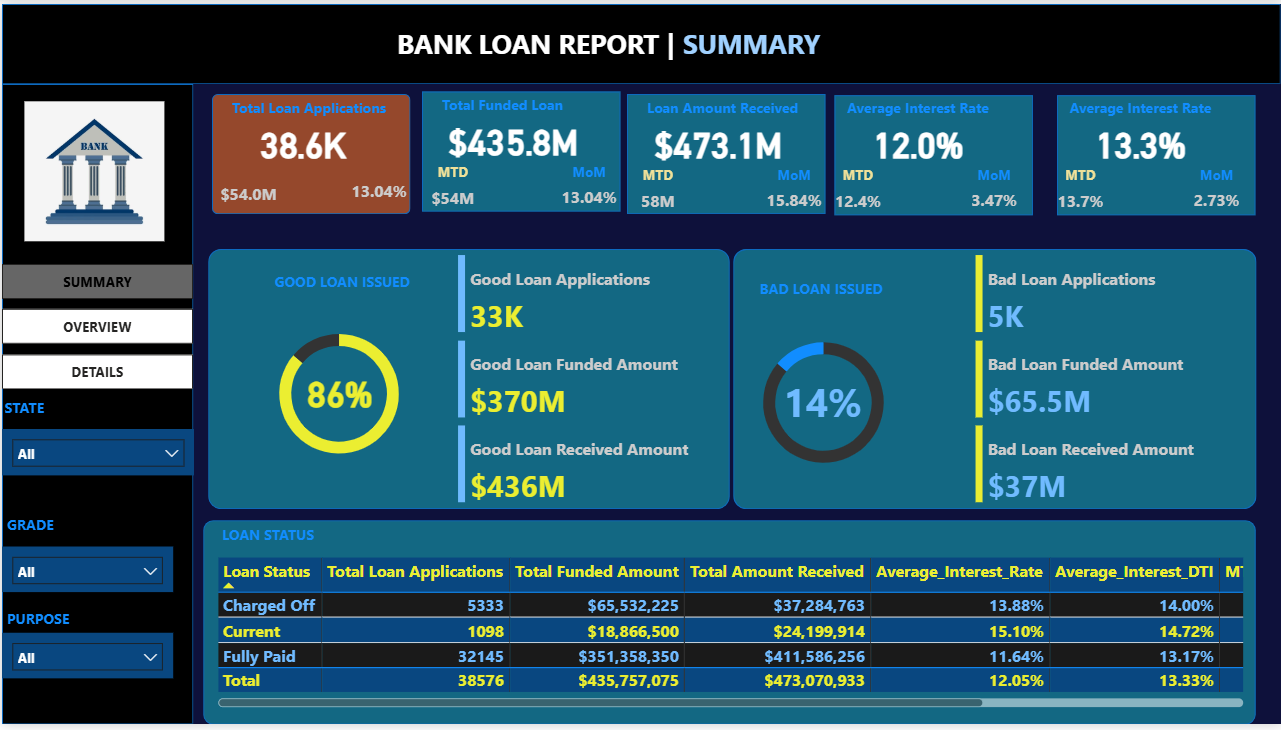 BANK LOAN REPORT | SUMMARY
BANK
SUMMARY
OVERVIEW
DETAILS
STATE
All
GRADE
All
PURPOSE
All
Total Loan Applications
38.6K
$54.0M 13.04%
Total Funded Loan
$435.8M
MTD MoM
$54M 13.04%
Loan Amount Received
$473.1M
MTD MoM
58M 15.84%
Average Interest Rate
12.0%
MTD MoM
12.4% 3.47%
Average Interest Rate
13.3%
MTD MoM
13.7% 2.73%
GOOD LOAN ISSUED
86%
Good Loan Applications
33K
Good Loan Funded Amount
$370M
Good Loan Received Amount
$436M
BAD LOAN ISSUED
14%
Bad Loan Applications
5K
Bad Loan Funded Amount
$65.5M
Bad Loan Received Amount
$37M
LOAN STATUS
Loan Status Total Loan Applications Total Funded Amount Total Amount Received Average_Interest_Rate Average_Interest_DTI
Charged Off 5333 $65,532,225 $37,284,763 13.88% 14.00%
Current 1098 $18,866,500 $24,199,914 15.10% 14.72%
Fully Paid 32145 $351,358,350 $411,586,256 11.64% 13.17%
Total 38576 $435,757,075 $473,070,933 12.05% 13.33%